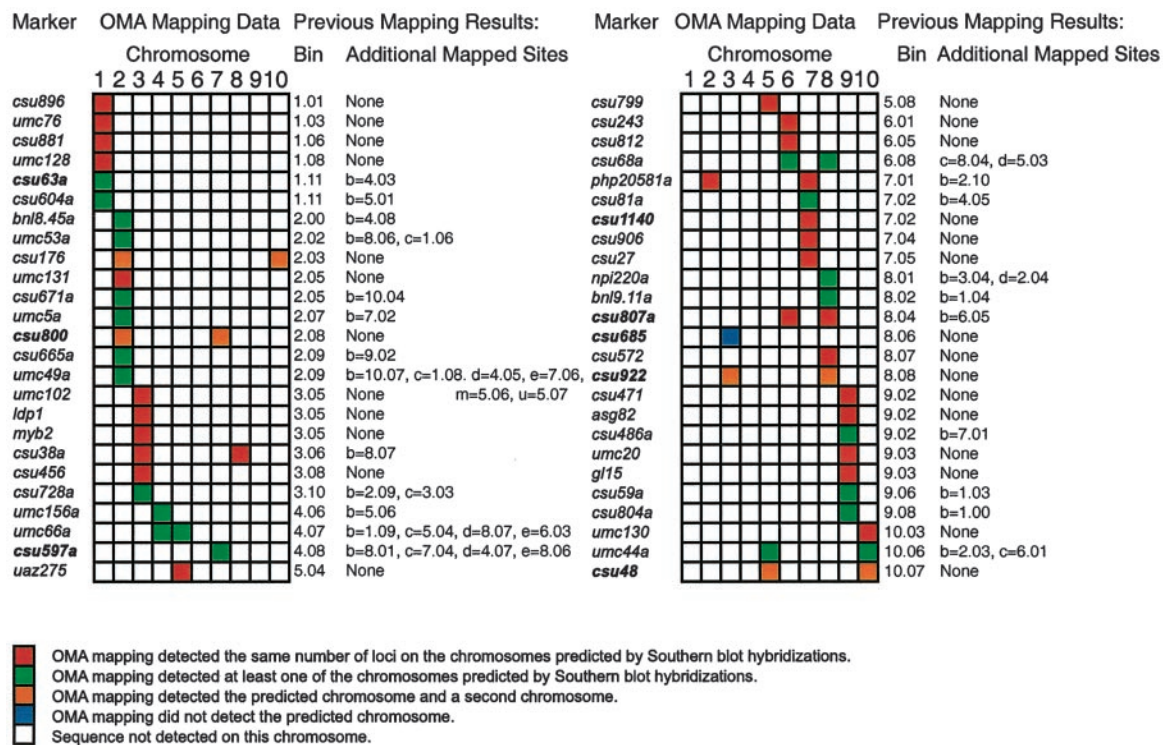 Marker OMA Mapping Data Previous Mapping Results:
Chromosome Bin Additional Mapped Sites
1 2 3 4 5 6 7 8 9 10
csu896 1.01 None
umc76 1.03 None
csu881 1.06 None
umc128 1.08 None
csu63a 1.11 b=4.03
csu604a 1.11 b=5.01
bnl8.45a 2.00 b=4.08
umc53a 2.02 b=8.06, c=1.06
csu176 2.03 None
umc131 2.05 None
csu671a 2.05 b=10.04
umc5a 2.07 b=7.02
csu800 2.08 None
csu665a 2.09 b=9.02
umc49a 2.09 b=10.07, c=1.08. d=4.05, e=7.06,
umc102 3.05 None m=5.06, u=5.07
ldp1 3.05 None
myb2 3.05 None
csu38a 3.06 b=8.07
csu456 3.08 None
csu728a 3.10 b=2.09, c=3.03
umc156a 4.06 b=5.06
umc66a 4.07 b=1.09, c=5.04, d=8.07, e=6.03
csu597a 4.08 b=8.01, c=7.04, d=4.07, e=8.06
uaz275 5.04 None
Marker OMA Mapping Data Previous Mapping Results:
Chromosome Bin Additional Mapped Sites
1 2 3 4 5 6 7 8 9 10
csu799 5.08 None
csu243 6.01 None
csu812 6.05 None
csu68a 6.08 c=8.04, d=5.03
php20581a 7.01 b=2.10
csu81a 7.02 b=4.05
csu1140 7.02 None
csu906 7.04 None
csu27 7.05 None
npi220a 8.01 b=3.04, d=2.04
bnl9.11a 8.02 b=1.04
csu807a 8.04 b=6.05
csu685 8.06 None
csu572 8.07 None
csu922 8.08 None
csu471 9.02 None
asg82 9.02 None
csu486a 9.02 b=7.01
umc20 9.03 None
gl15 9.03 None
csu59a 9.06 b=1.03
csu804a 9.08 b=1.00
umc130 10.03 None
umc44a 10.06 b=2.03, c=6.01
csu48 10.07 None
OMA mapping detected the same number of loci on the chromosomes predicted by Southern blot hybridizations.
OMA mapping detected at least one of the chromosomes predicted by Southern blot hybridizations.
OMA mapping detected the predicted chromosome and a second chromosome.
OMA mapping did not detect the predicted chromosome.
Sequence not detected on this chromosome.